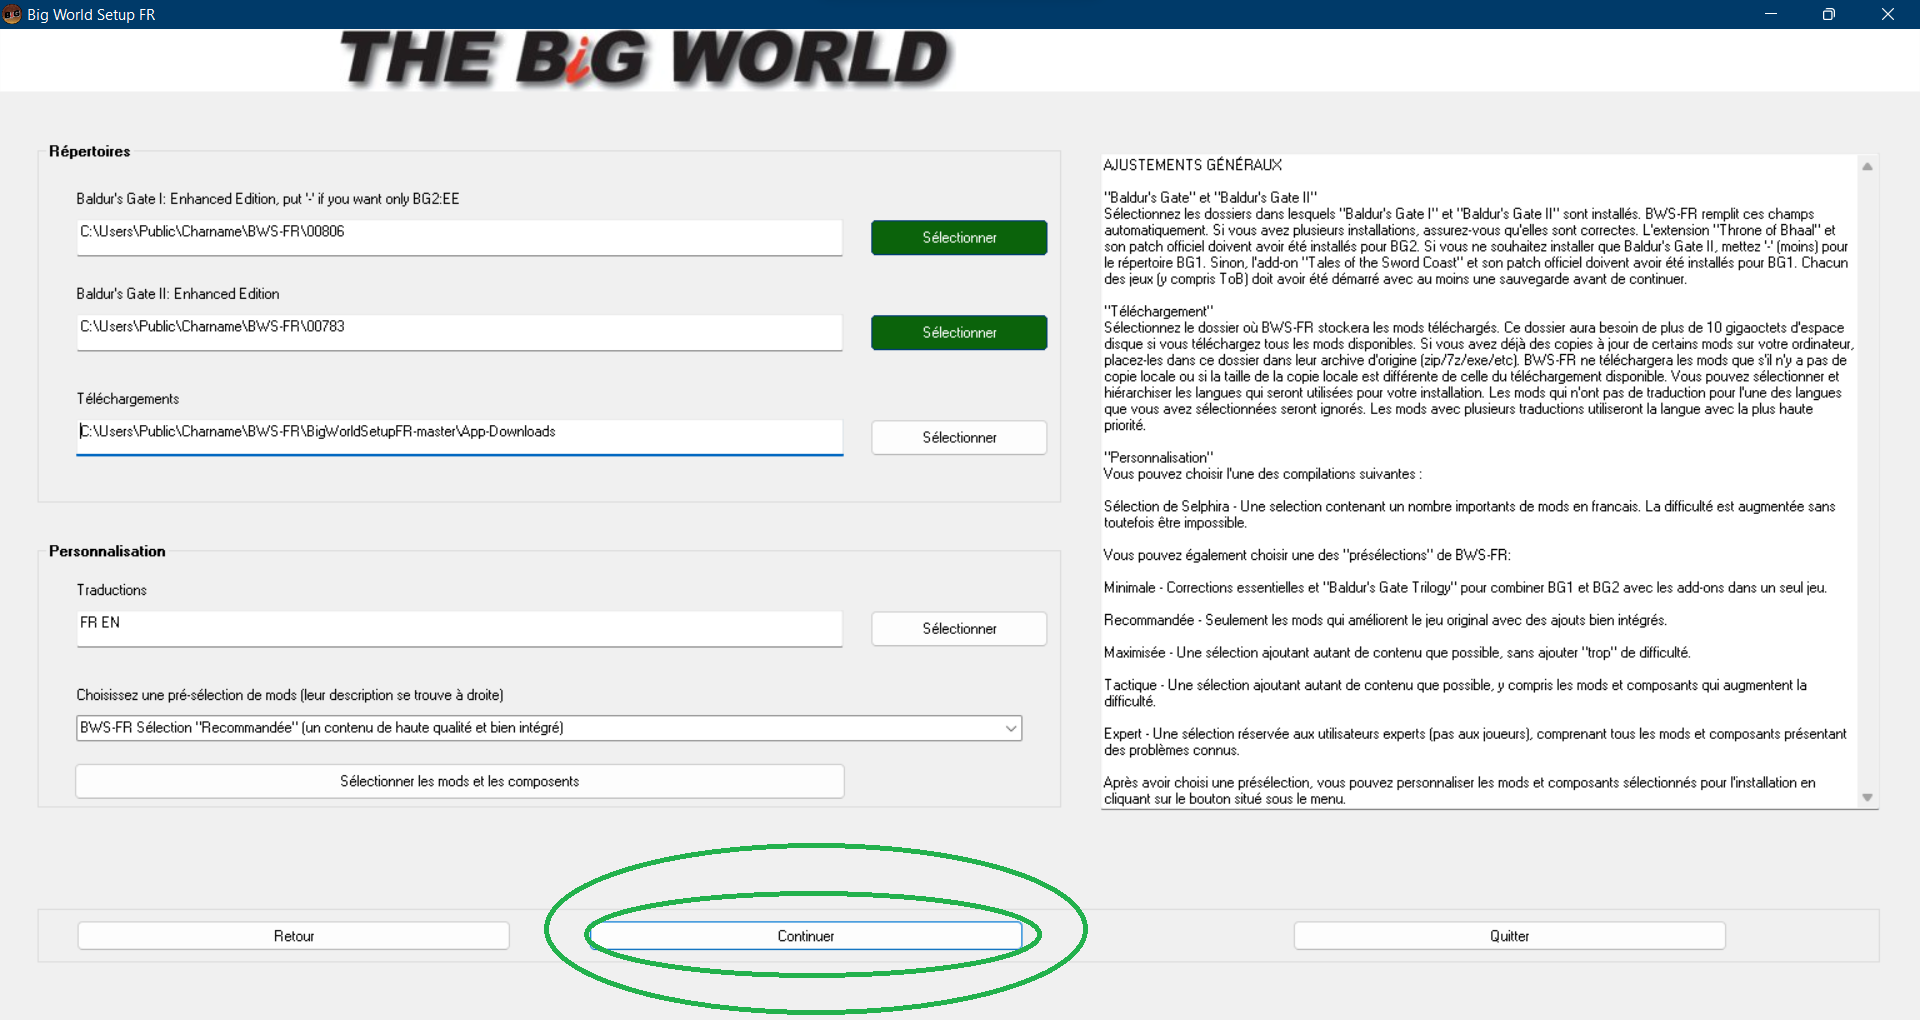 Big World Setup FR
THE BiG WORLD
Répertoires
Baldur's Gate I: Enhanced Edition, put '-' if you want only BG2:EE
C:\Users\Public\Charname\BWS-FR\00806
Sélectionner
Baldur's Gate II: Enhanced Edition
C:\Users\Public\Charname\BWS-FR\00783
Sélectionner
Téléchargements
C:\Users\Public\Charname\BWS-FR\BigWorldSetupFR-master\App-Downloads
Sélectionner
Personnalisation
Traductions
FR EN
Sélectionner
Choisissez une pré-sélection de mods (leur description se trouve à droite)
BWS-FR Sélection "Recommandée" (un contenu de haute qualité et bien intégré)
Sélectionner les mods et les composents
AJUSTEMENTS GÉNÉRAUX
"Baldur's Gate" et "Baldur's Gate II"
Sélectionnez les dossiers dans lesquels "Baldur's Gate I" et "Baldur's Gate II" sont installés. BWS-FR remplit ces champs
automatiquement. Si vous avez plusieurs installations, assurez-vous qu'elles sont correctes. L'extension "Throne of Bhaal" et
son patch officiel doivent avoir été installés pour BG2. Si vous ne souhaitez installer que Baldur's Gate II, mettez '-' (moins) pour
le répertoire BG1. Sinon, l'add-on "Tales of the Sword Coast" et son patch officiel doivent avoir été installés pour BG1. Chacun
des jeux (y compris ToB) doit avoir été démarré avec au moins une sauvegarde avant de continuer.
"Téléchargement"
Sélectionnez le dossier où BWS-FR stockera les mods téléchargés. Ce dossier aura besoin de plus de 10 gigaoctets d'espace
disque si vous téléchargez tous les mods disponibles. Si vous avez déjà des copies à jour de certains mods sur votre ordinateur,
placez-les dans ce dossier dans leur archive d'origine (zip/7z/exe/etc). BWS-FR ne téléchargera les mods que s'il n'y a pas de
copie locale ou si la taille de la copie locale est différente de celle du téléchargement disponible. Vous pouvez sélectionner et
hiérarchiser les langues qui seront utilisées pour votre installation. Les mods qui n'ont pas de traduction pour l'une des langues
que vous avez sélectionnées seront ignorés. Les mods avec plusieurs traductions utiliseront la langue avec la plus haute
priorité.
"Personnalisation"
Vous pouvez choisir l'une des compilations suivantes :
Sélection de Selphira - Une selection contenant un nombre importants de mods en francais. La difficulté est augmentée sans
toutefois être impossible.
Vous pouvez également choisir une des "présélections" de BWS-FR:
Minimale - Corrections essentielles et "Baldur's Gate Trilogy" pour combiner BG1 et BG2 avec les add-ons dans un seul jeu.
Recommandée - Seulement les mods qui améliorent le jeu original avec des ajouts bien intégrés.
Maximisée - Une sélection ajoutant autant de contenu que possible, sans ajouter "trop" de difficulté.
Tactique - Une sélection ajoutant autant de contenu que possible, y compris les mods et composants qui augmentent la
difficulté.
Expert - Une sélection réservée aux utilisateurs experts (pas aux joueurs), comprenant tous les mods et composants présentant
des problèmes connus.
Après avoir choisi une présélection, vous pouvez personnaliser les mods et composants sélectionnés pour l'installation en
cliquant sur le bouton situé sous le menu.
Retour
Continuer
Quitter